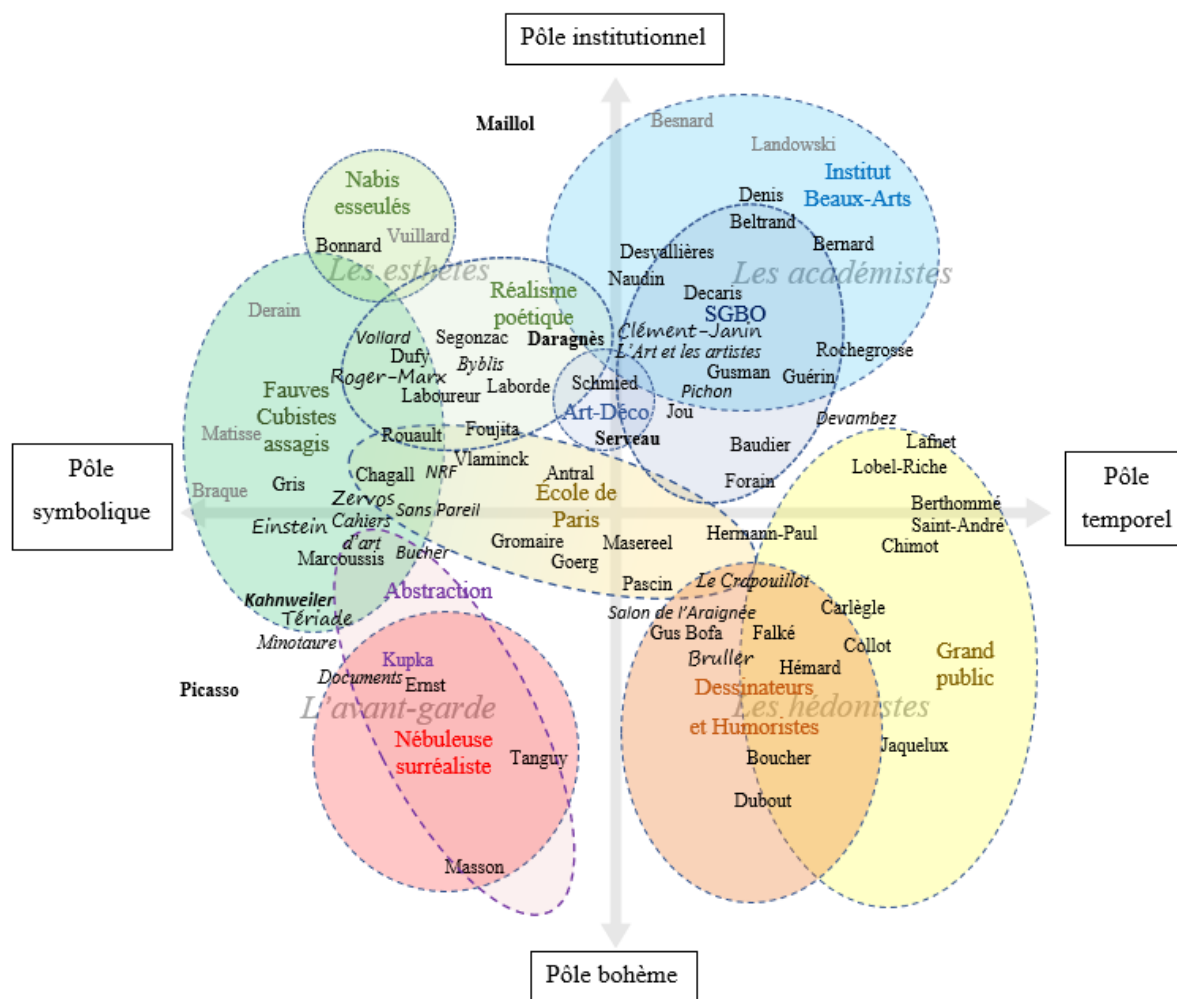 Pôle institutionnel
Maillol
Besnard
Landowski
Institut
Beaux-Arts
Nabis
esseulés
Vuillard
Bonnard
Les esthètes
Denis
Beltrand
Bernard
Desvallières
Les académistes
Naudin
Decaris
SGBO
Réalisme
poétique
Derain
Vollard
Segonzac
Daragnès
Clément-Janin
L'Art et les artistes
Rochegrosse
Dufy
Byblis
Roger-Marx
Laborde
Laboureur
Schmied
Gusman
Guérin
Pichon
Fauves
Cubistes
assagis
Art-Déco
Jou
Devambez
Matisse
Rouault
Foujita
Serveau
Baudier
Lafnet
Lobel-Riche
Vlaminck
Chagall
NRF
Antral
Forain
Pôle
symbolique
Braque
Gris
Zervos
Sans Pareil
École de
Paris
Berthommé
Saint-André
Pôle
temporel
Einstein
Cahiers
d'art
Marcoussis
Bucher
Gromaire
Masereel
Goerg
Hermann-Paul
Chimot
Pascin
Le Crapouillot
Abstraction
Kahnweiler
Tériade
Minotaure
Salon de l'Araignée
Carlègle
Gus Bofa
Falké
Collot
Bruller
Hémard
Grand
public
Kupka
Documents
Ernst
Picasso
L'avant-garde
Dessinateurs
et Humoristes
Les hédonistes
Nébuleuse
surréaliste
Tanguy
Jaquelux
Boucher
Dubout
Masson
Pôle bohème